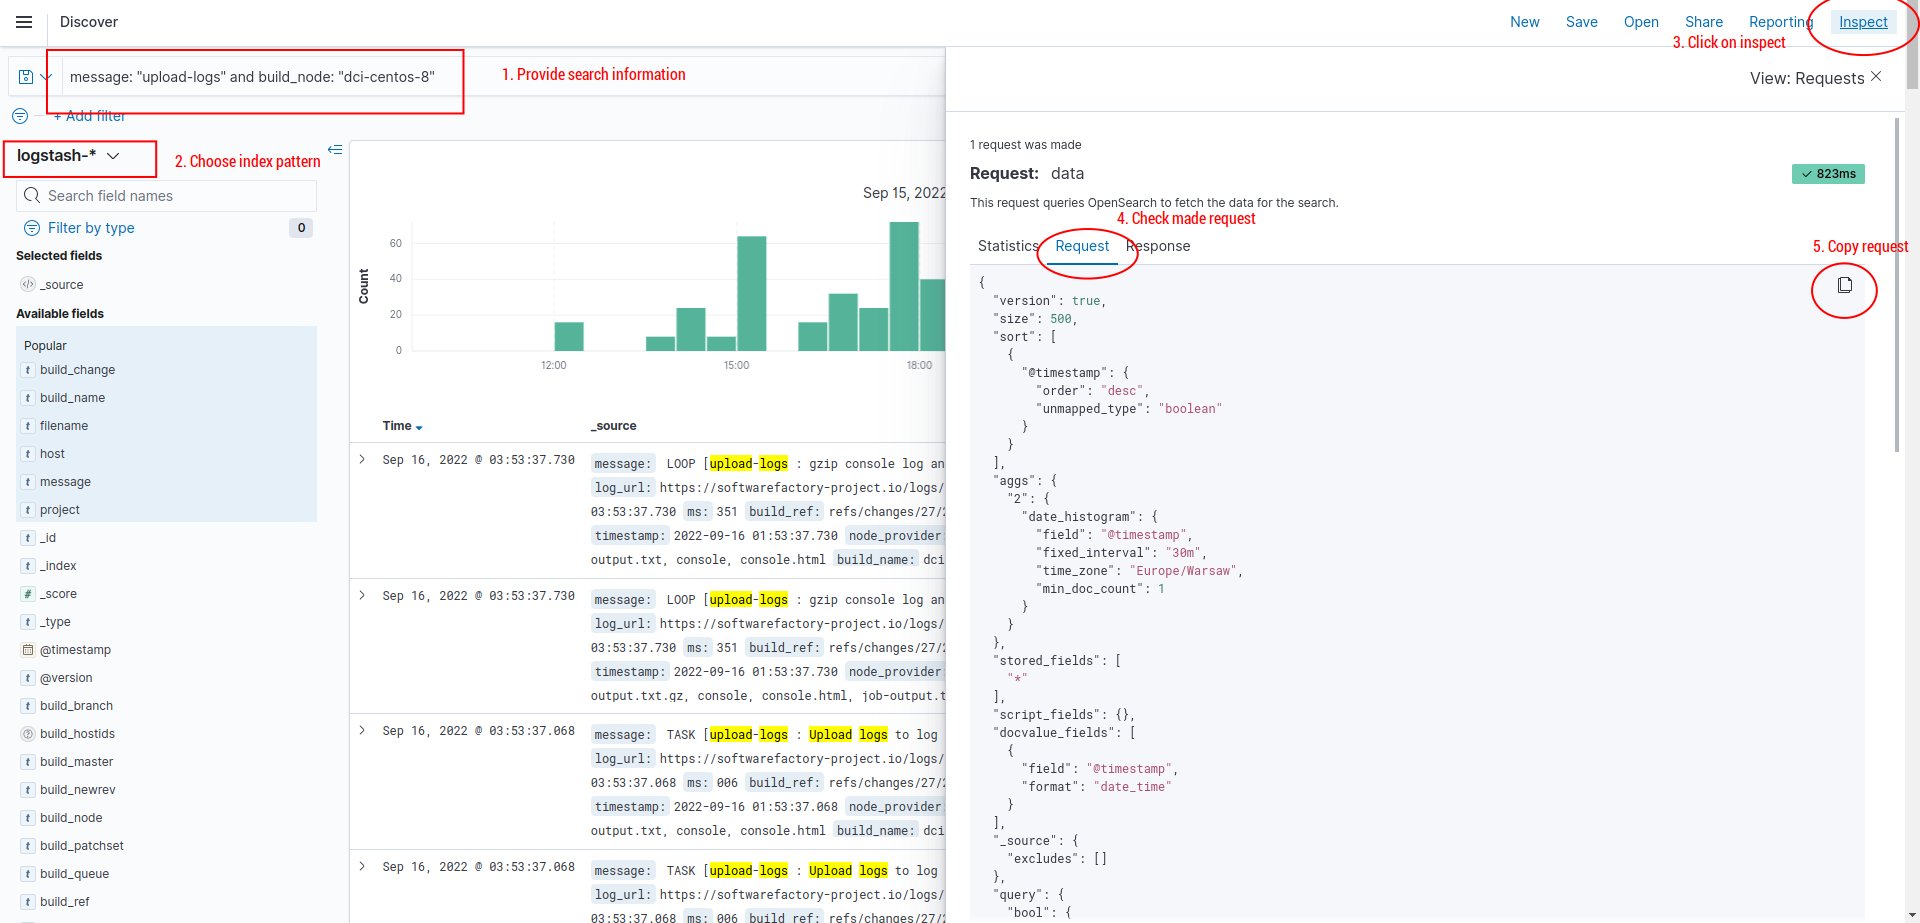 Discover
New Save Open Share Reporting Inspect
3. Click on inspect
message: "upload-logs" and build_node: "dci-centos-8"
1. Provide search information
+ Add filter
logstash-*
2. Choose index pattern
Search field names
Filter by type 0
Selected fields
_source
Available fields
Popular
t build_change
t build_name
t filename
t host
t message
t project
t _id
t _index
# _score
t _type
@timestamp
t @version
t build_branch
? build_hostids
t build_master
t build_newrev
t build_node
t build_patchset
t build_queue
t build_ref
Sep 15, 2022
Count
60
40
20
0
12:00 15:00 18:00
Time _source
Sep 16, 2022 @ 03:53:37.730 message: LOOP [upload-logs : gzip console log an
log_url: https://softwarefactory-project.io/logs/
03:53:37.730 ms: 351 build_ref: refs/changes/27/2
timestamp: 2022-09-16 01:53:37.730 node_provider:
output.txt, console, console.html build_name: dci
Sep 16, 2022 @ 03:53:37.730 message: LOOP [upload-logs : gzip console log an
log_url: https://softwarefactory-project.io/logs/
03:53:37.730 ms: 351 build_ref: refs/changes/27/2
timestamp: 2022-09-16 01:53:37.730 node_provider:
output.txt.gz, console, console.html, job-output.t
Sep 16, 2022 @ 03:53:37.068 message: TASK [upload-logs : Upload logs to log
log_url: https://softwarefactory-project.io/logs/
03:53:37.068 ms: 006 build_ref: refs/changes/27/2
timestamp: 2022-09-16 01:53:37.068 node_provider:
output.txt, console, console.html build_name: dci
Sep 16, 2022 @ 03:53:37.068 message: TASK [upload-logs : Upload logs to log
log_url: https://softwarefactory-project.io/logs/
03:53:37.068 ms: 006 build_ref: refs/changes/27/2
View: Requests
1 request was made
Request: data 823ms
This request queries OpenSearch to fetch the data for the search.
4. Check made request
Statistics Request Response
5. Copy request
{
"version": true,
"size": 500,
"sort": [
{
"@timestamp": {
"order": "desc",
"unmapped_type": "boolean"
}
}
],
"aggs": {
"2": {
"date_histogram": {
"field": "@timestamp",
"fixed_interval": "30m",
"time_zone": "Europe/Warsaw",
"min_doc_count": 1
}
}
},
"stored_fields": [
"*"
],
"script_fields": {},
"docvalue_fields": [
{
"field": "@timestamp",
"format": "date_time"
}
],
"_source": {
"excludes": []
},
"query": {
"bool": {